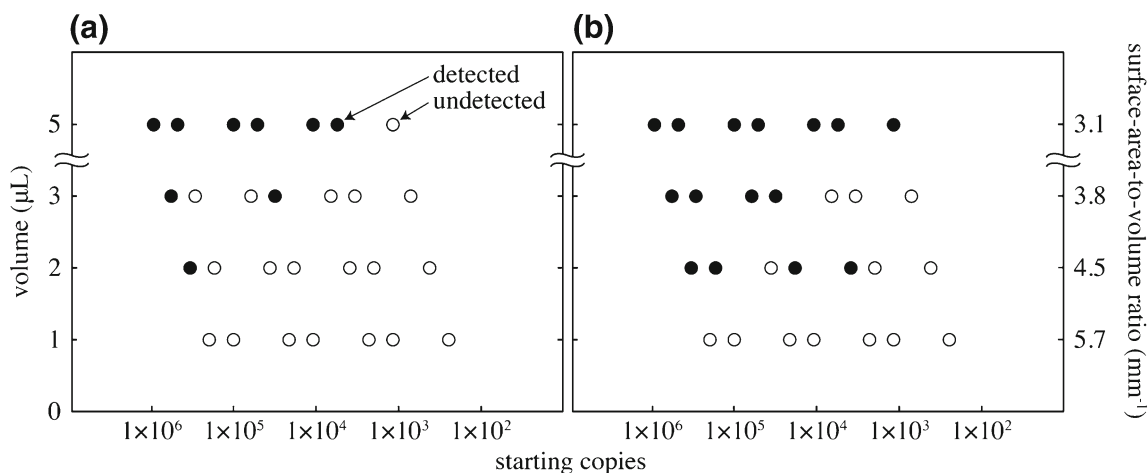 (a)
(b)
detected
undetected
5
3
2
1
0
volume (μL)
3.1
3.8
4.5
5.7
surface-area-to-volume ratio (mm⁻¹)
1×10⁶ 1×10⁵ 1×10⁴ 1×10³ 1×10²
1×10⁶ 1×10⁵ 1×10⁴ 1×10³ 1×10²
starting copies